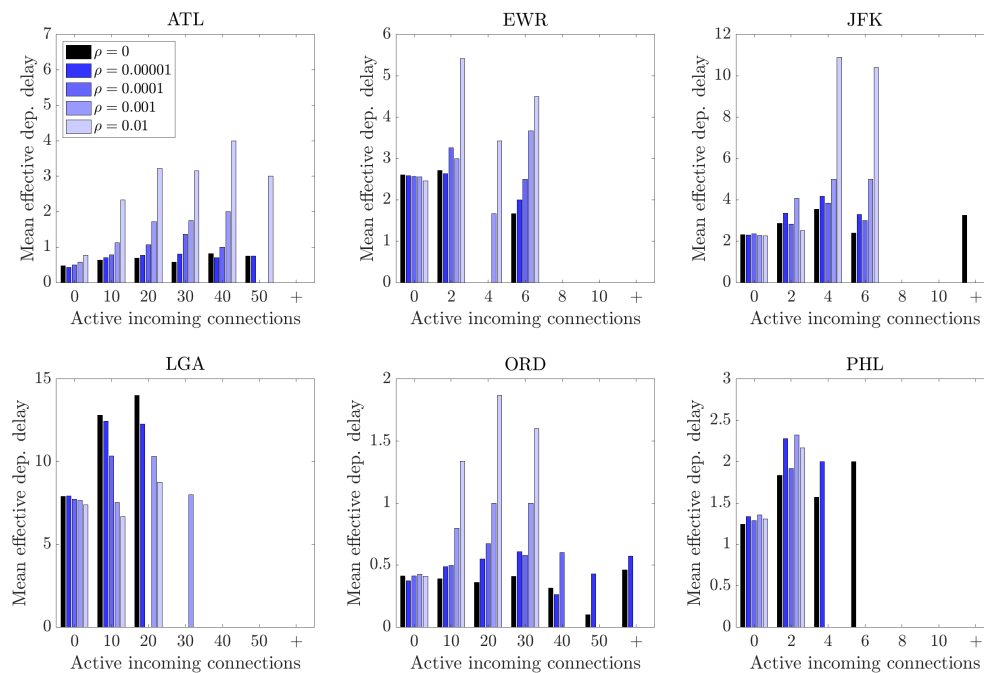 ATL
7
6
5
4
3
2
1
0
Mean effective dep. delay
ρ = 0
ρ = 0.00001
ρ = 0.0001
ρ = 0.001
ρ = 0.01
0 10 20 30 40 50 +
Active incoming connections
EWR
6
5
4
3
2
1
0
Mean effective dep. delay
0 2 4 6 8 10 +
Active incoming connections
JFK
12
10
8
6
4
2
0
Mean effective dep. delay
0 2 4 6 8 10 +
Active incoming connections
LGA
15
10
5
0
Mean effective dep. delay
0 10 20 30 40 50 +
Active incoming connections
ORD
2
1.5
1
0.5
0
Mean effective dep. delay
0 10 20 30 40 50 +
Active incoming connections
PHL
3
2.5
2
1.5
1
0.5
0
Mean effective dep. delay
0 2 4 6 8 10 +
Active incoming connections